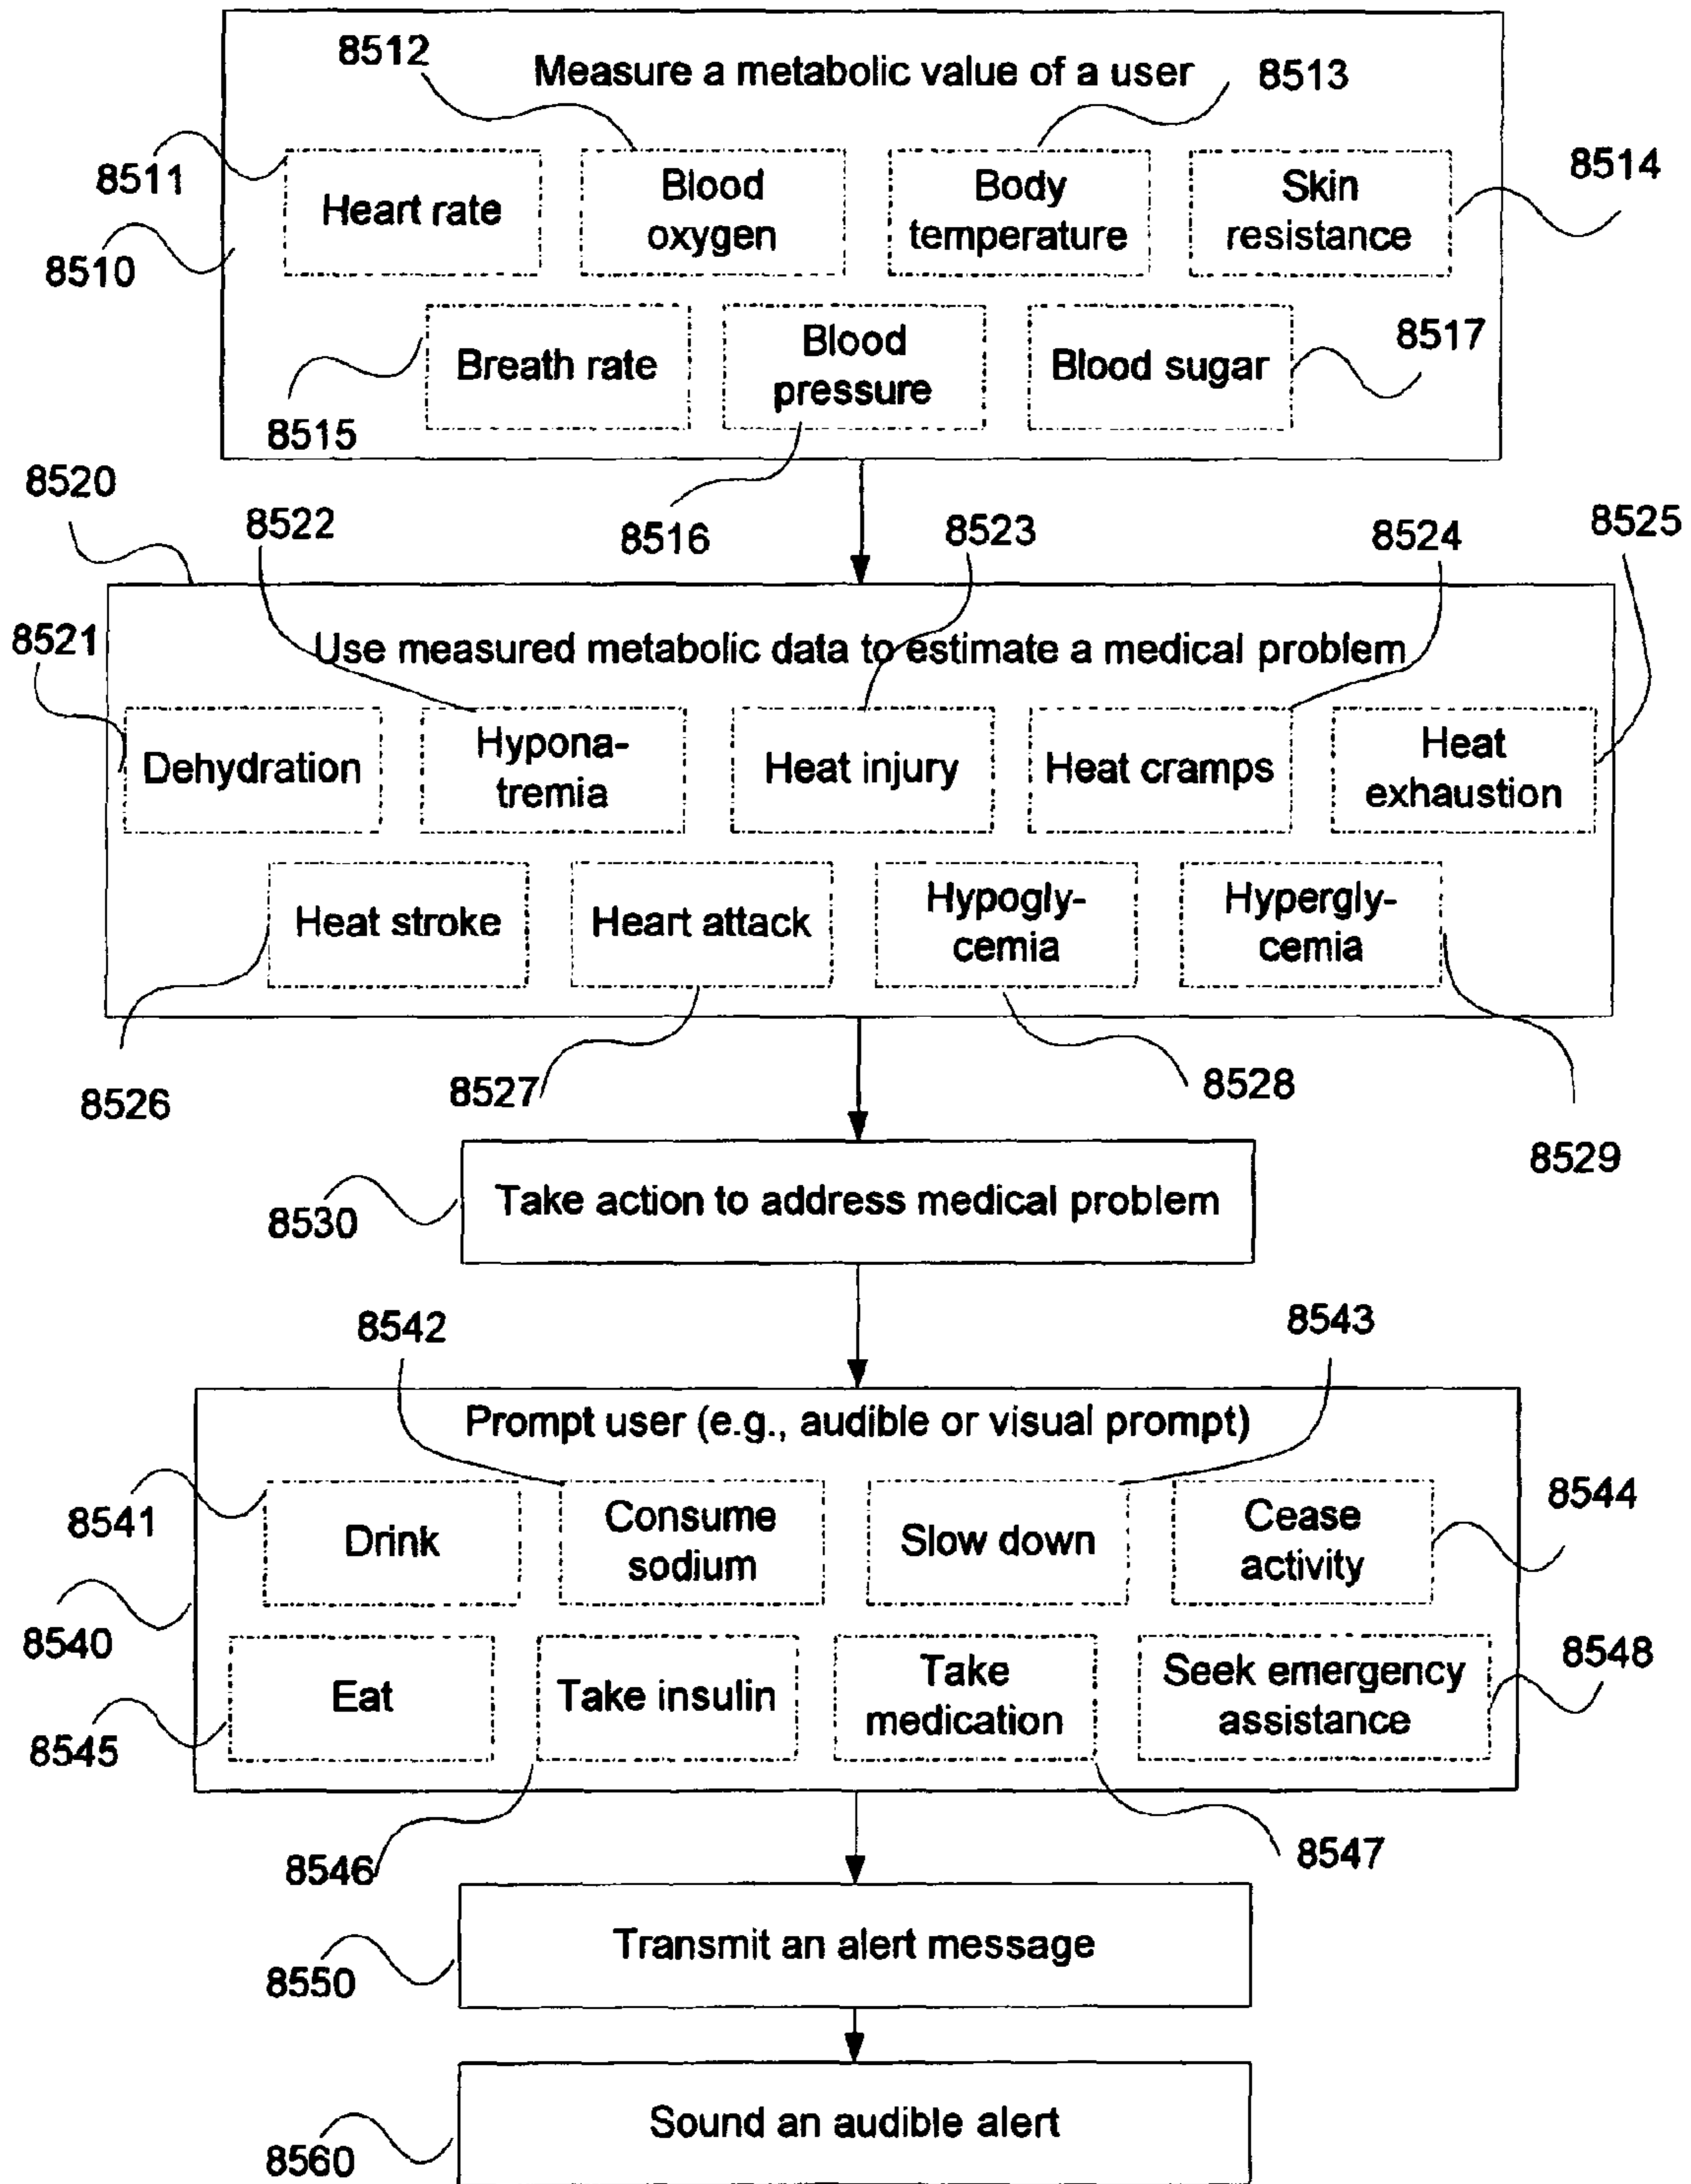 8512
Measure a metabolic value of a user
8513
8511
Heart rate
Blood
oxygen
Body
temperature
Skin
resistance
8514
8510
8515
Breath rate
Blood
pressure
Blood sugar
8517
8516
8520
8522
8523
8524
8525
8521
Use measured metabolic data to estimate a medical problem
Dehydration
Hypona-
tremia
Heat injury
Heat cramps
Heat
exhaustion
Heat stroke
Heart attack
Hypogly-
cemia
Hypergly-
cemia
8526
8527
8528
8529
8530
Take action to address medical problem
8542
8543
Prompt user (e.g., audible or visual prompt)
8541
Drink
Consume
sodium
Slow down
Cease
activity
8544
8540
8545
Eat
Take insulin
Take
medication
Seek emergency
assistance
8548
8546
8547
8550
Transmit an alert message
8560
Sound an audible alert